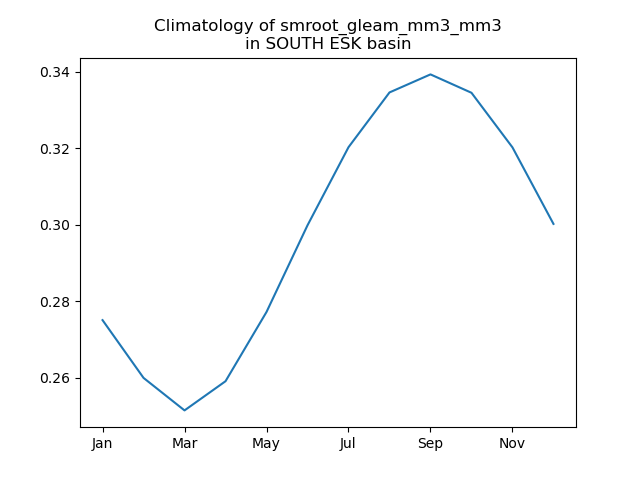 Climatology of smroot_gleam_mm3_mm3
in SOUTH ESK basin
0.34
0.32
0.30
0.28
0.26
Jan Mar May Jul Sep Nov